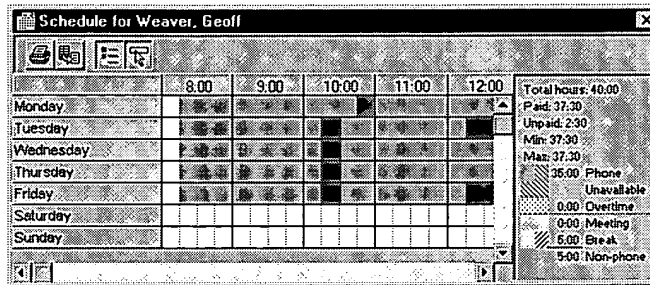 Schedule for Weaver, Geoff
8:00 9:00 10:00 11:00 12:00
Monday
Tuesday
Wednesday
Thursday
Friday
Saturday
Sunday
Total hours: 40:00
Paid: 37:30
Unpaid: 2:30
Min: 37:30
Max: 37:30
35:00 Phone
Unavailable
0:00 Overtime
0:00 Meeting
5:00 Break
5:00 Non-phone